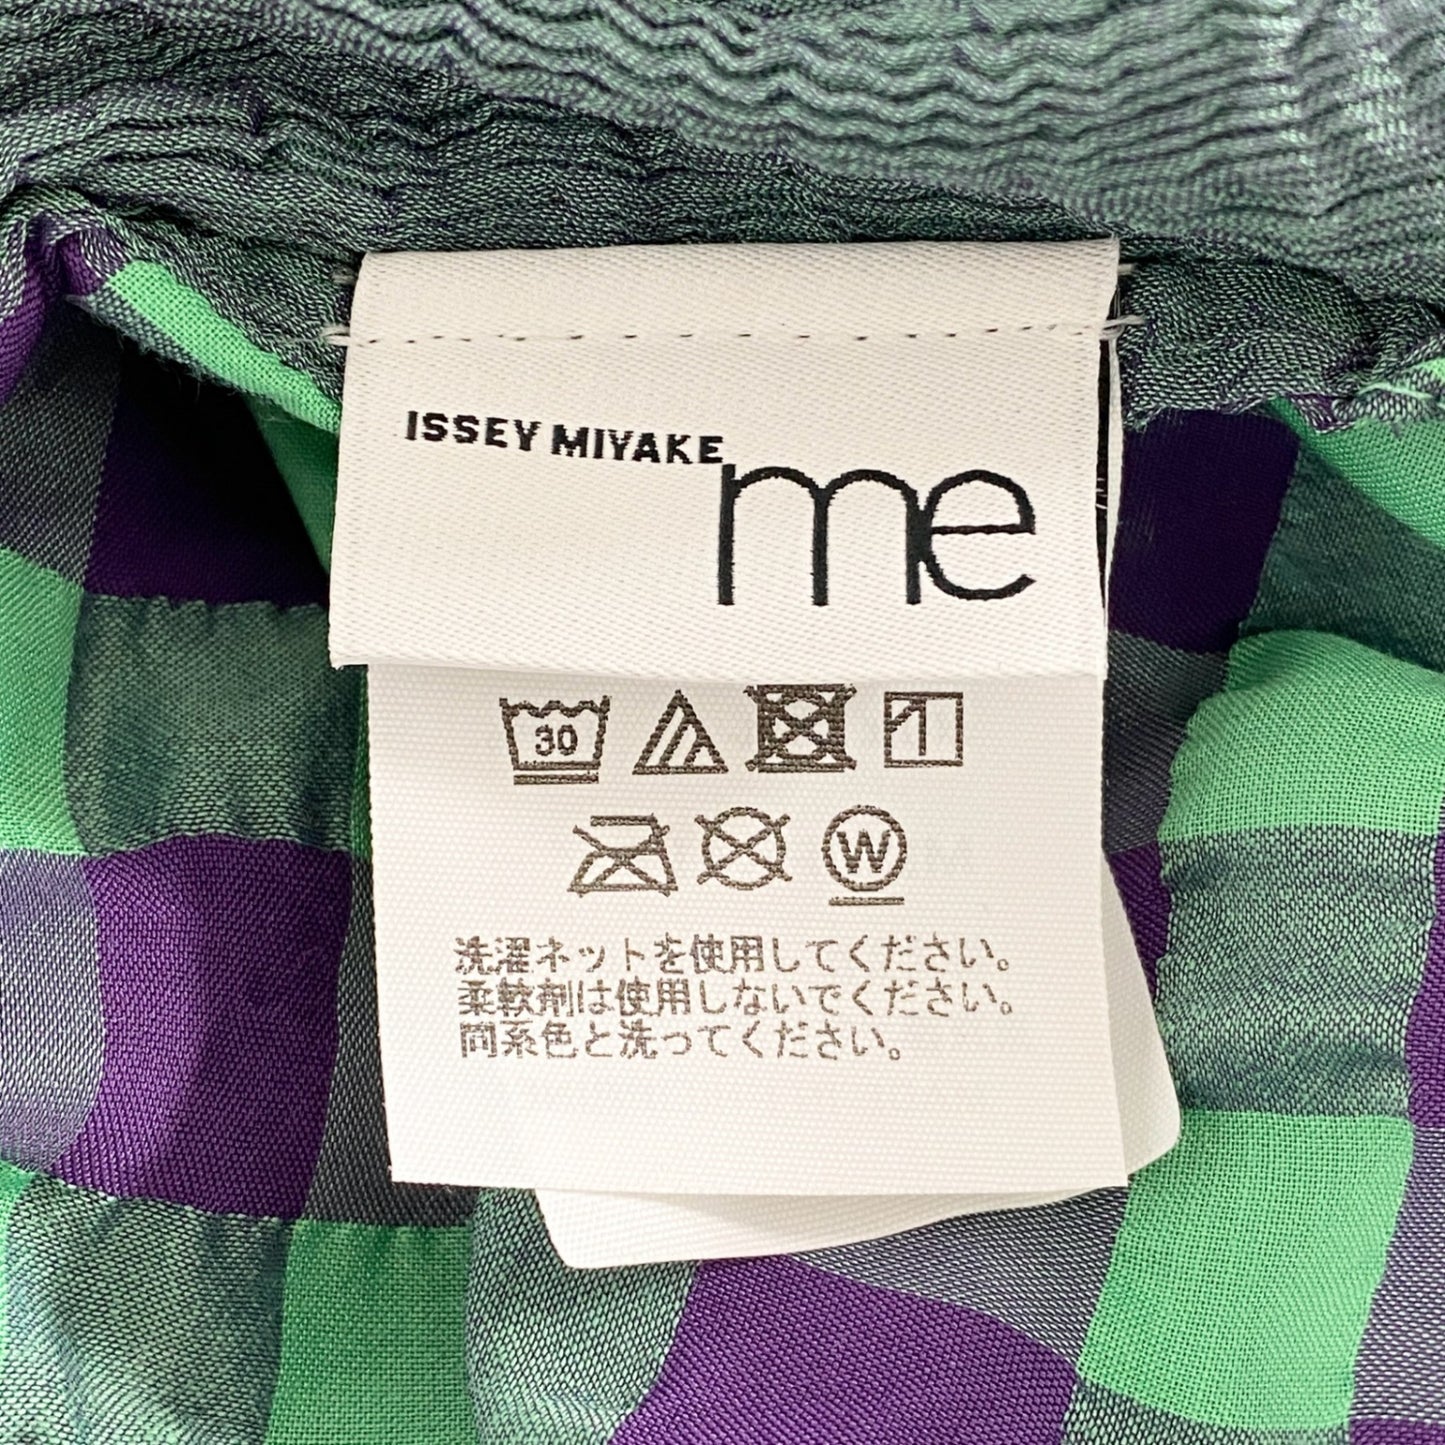 ISSEY MIYAKE
me
30
W
洗濯ネットを使用してください。
柔軟剤は使用しないでください。
同系色と洗ってください。